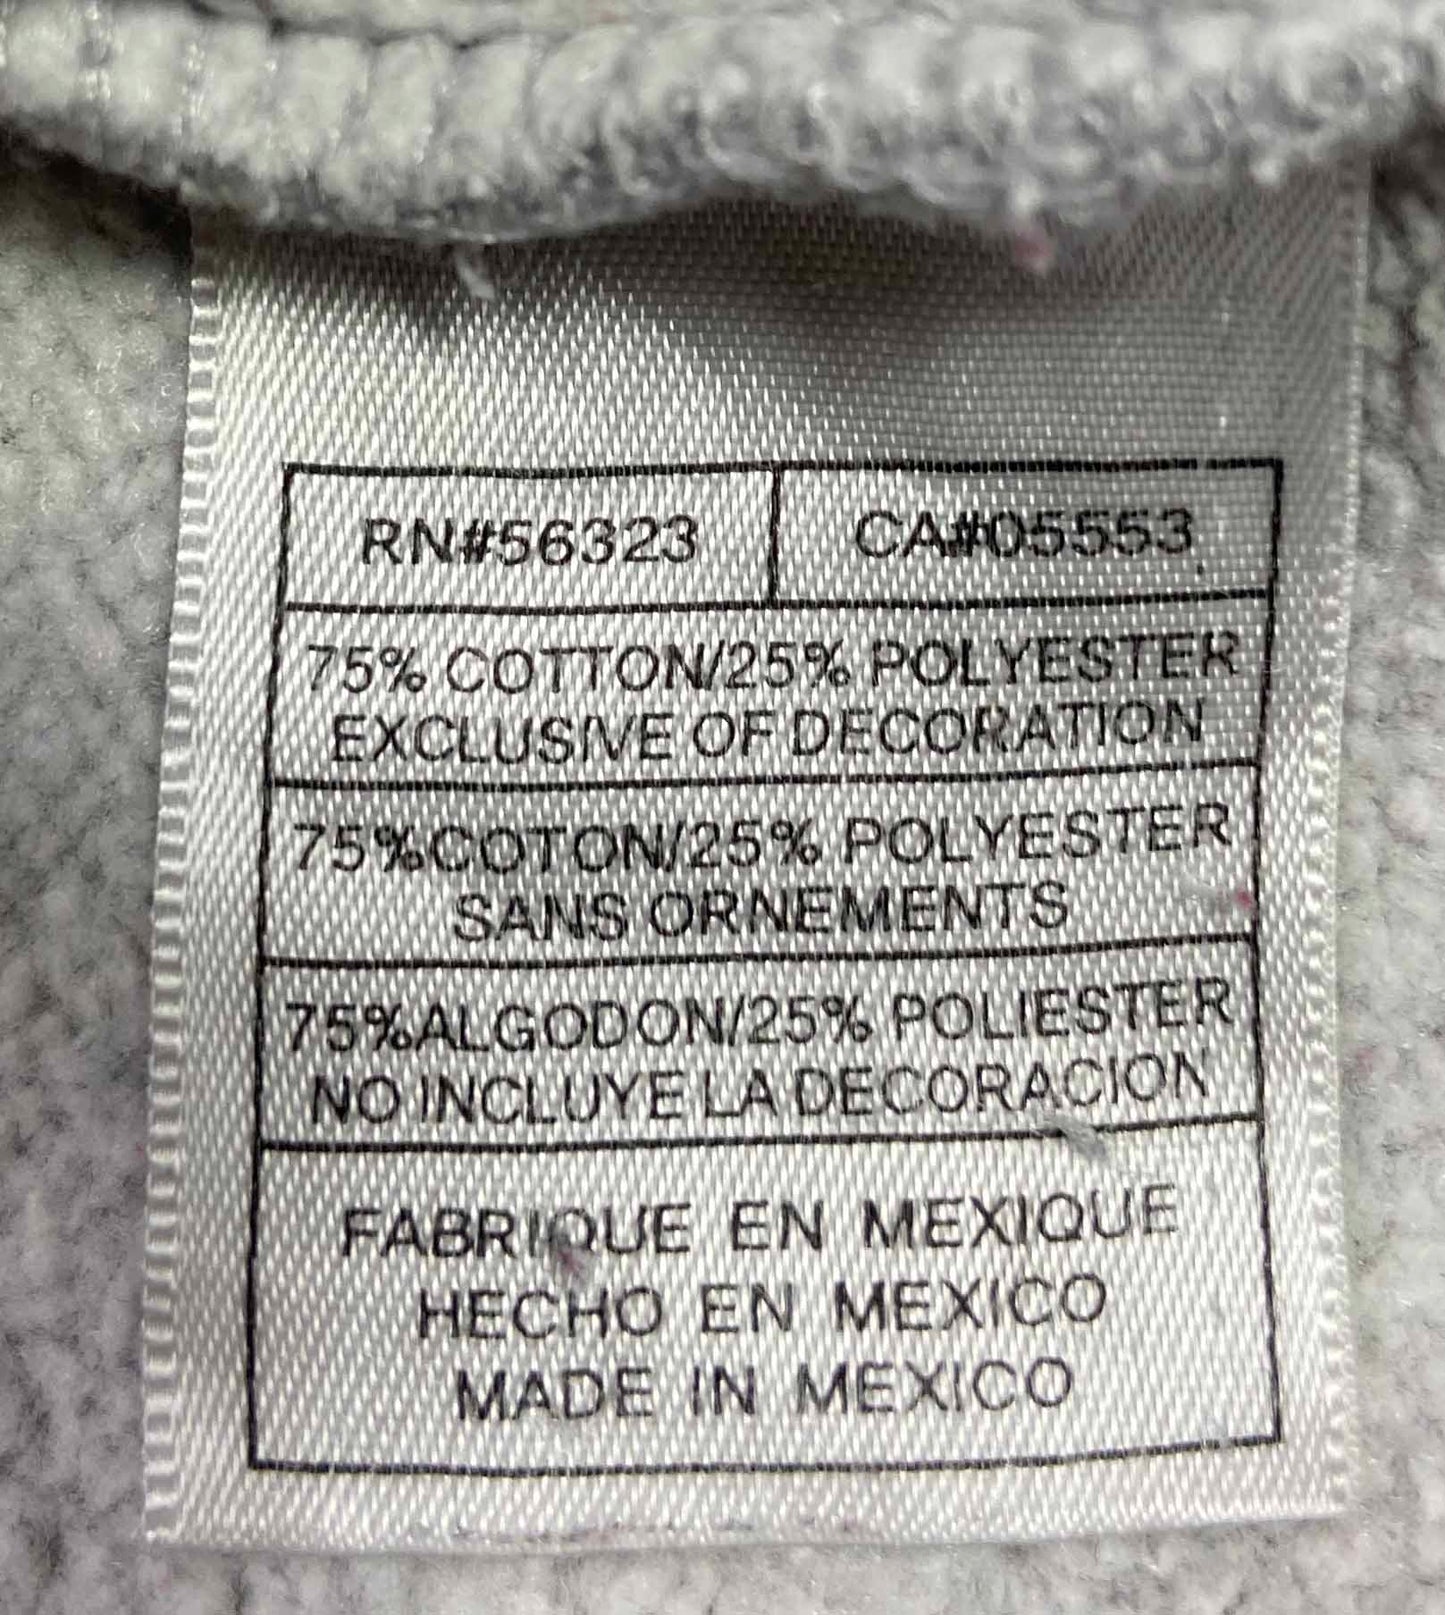 RN#56323 CA#05553
75% COTTON/25% POLYESTER
EXCLUSIVE OF DECORATION
75%COTON/25% POLYESTER
SANS ORNEMENTS
75%ALGODON/25% POLIESTER
NO INCLUYE LA DECORACION
FABRIQUE EN MEXIQUE
HECHO EN MEXICO
MADE IN MEXICO